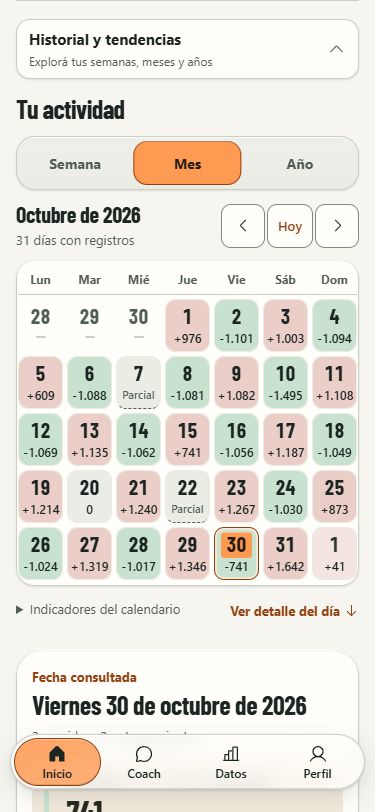 Historial y tendencias
Explorá tus semanas, meses y años
Tu actividad
Semana Mes Año
Octubre de 2026
31 días con registros
Hoy
Lun Mar Mié Jue Vie Sáb Dom
28 29 30 1 2 3 4
— — — +976 -1.101 +1.003 -1.094
5 6 7 8 9 10 11
+609 -1.088 Parcial -1.081 +1.082 -1.495 +1.108
12 13 14 15 16 17 18
-1.069 +1.135 -1.062 +741 -1.056 +1.187 -1.049
19 20 21 22 23 24 25
+1.214 0 +1.240 Parcial +1.267 -1.030 +873
26 27 28 29 30 31 1
-1.024 +1.319 -1.017 +1.346 -741 +1.642 +41
Indicadores del calendario
Ver detalle del día ↓
Fecha consultada
Viernes 30 de octubre de 2026
Inicio Coach Datos Perfil
741